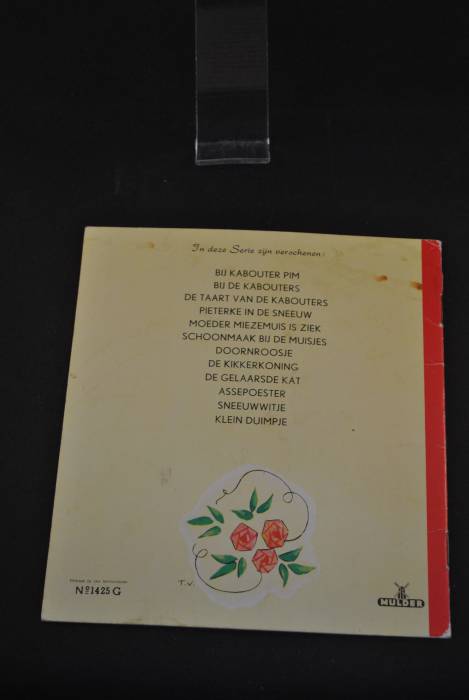 In deze Serie zijn verschenen:
BIJ KABOUTER PIM
BIJ DE KABOUTERS
DE TAART VAN DE KABOUTERS
PIETERKE IN DE SNEEUW
MOEDER MIEZEMUIS IS ZIEK
SCHOONMAAK BIJ DE MUISJES
DOORNROOSJE
DE KIKKERKONING
DE GELAARSDE KAT
ASSEPOESTER
SNEEUWWITJE
KLEIN DUIMPJE
T.V.
Nº 1425 G
MULDER